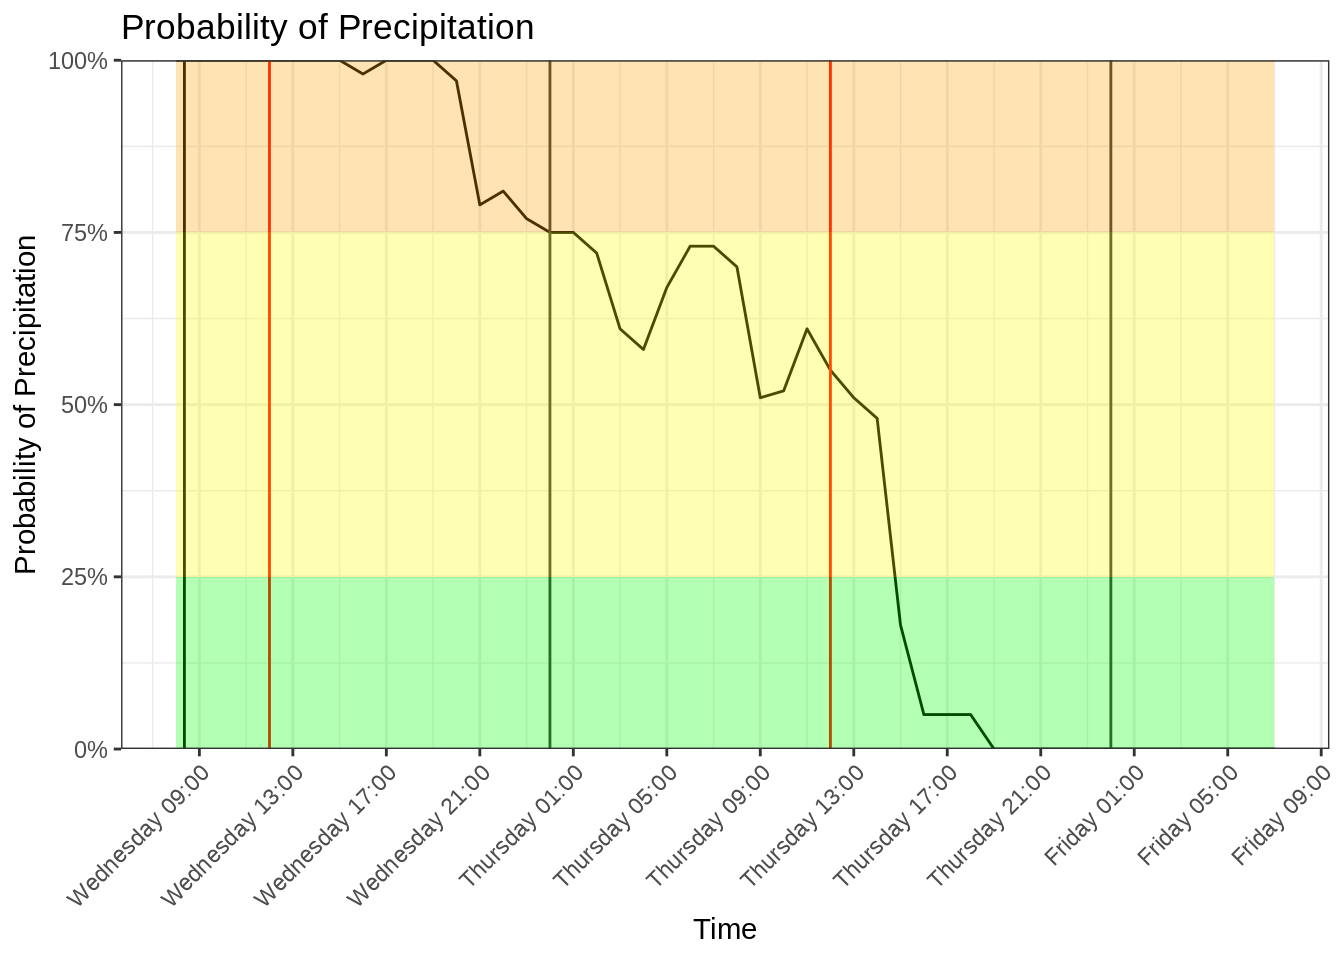 Probability of Precipitation
Probability of Precipitation
100%
75%
50%
25%
0%
Wednesday 09:00
Wednesday 13:00
Wednesday 17:00
Wednesday 21:00
Thursday 01:00
Thursday 05:00
Thursday 09:00
Thursday 13:00
Thursday 17:00
Thursday 21:00
Friday 01:00
Friday 05:00
Friday 09:00
Time